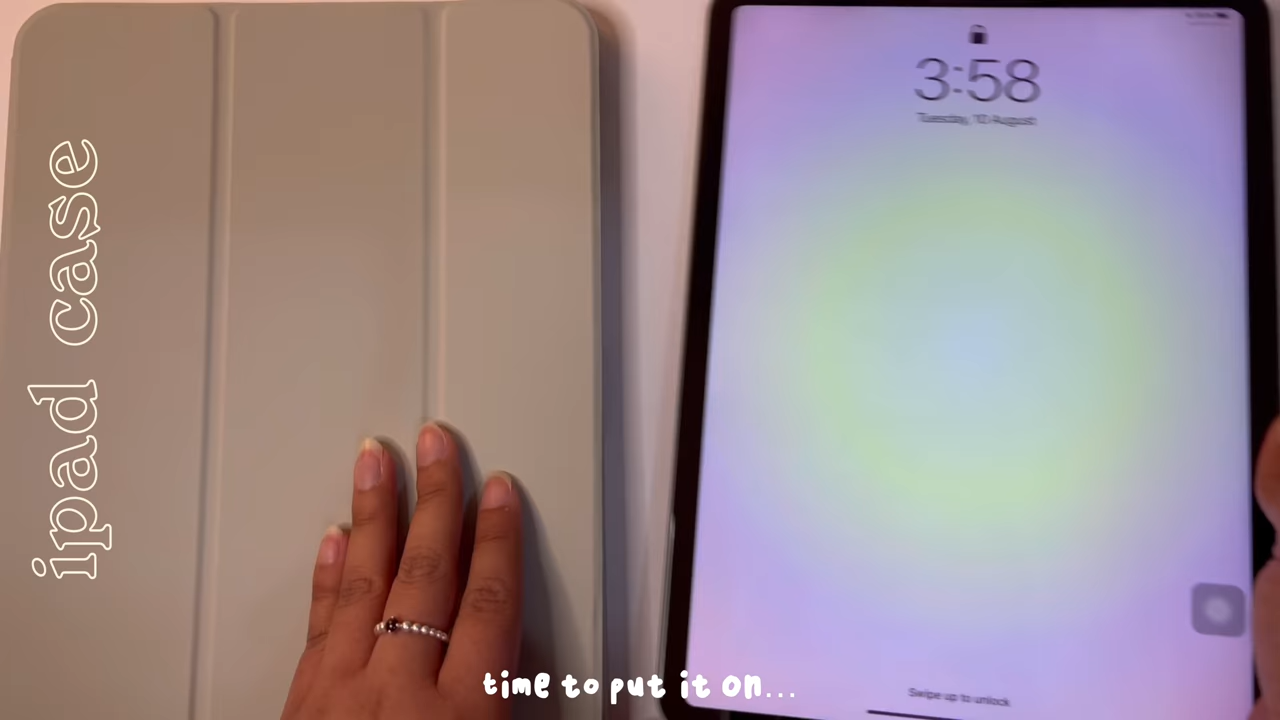 ipad case
3:58
Tuesday, 10 August
Swipe up to unlock
time to put it on...